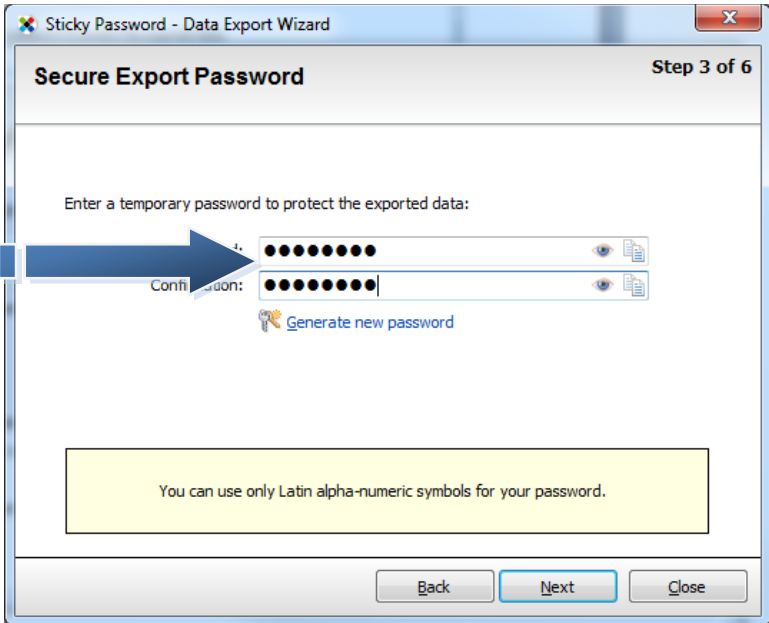 Sticky Password - Data Export Wizard
Secure Export Password
Step 3 of 6
Enter a temporary password to protect the exported data:
●●●●●●●●
●●●●●●●●
Generate new password
You can use only Latin alpha-numeric symbols for your password.
Back
Next
Close